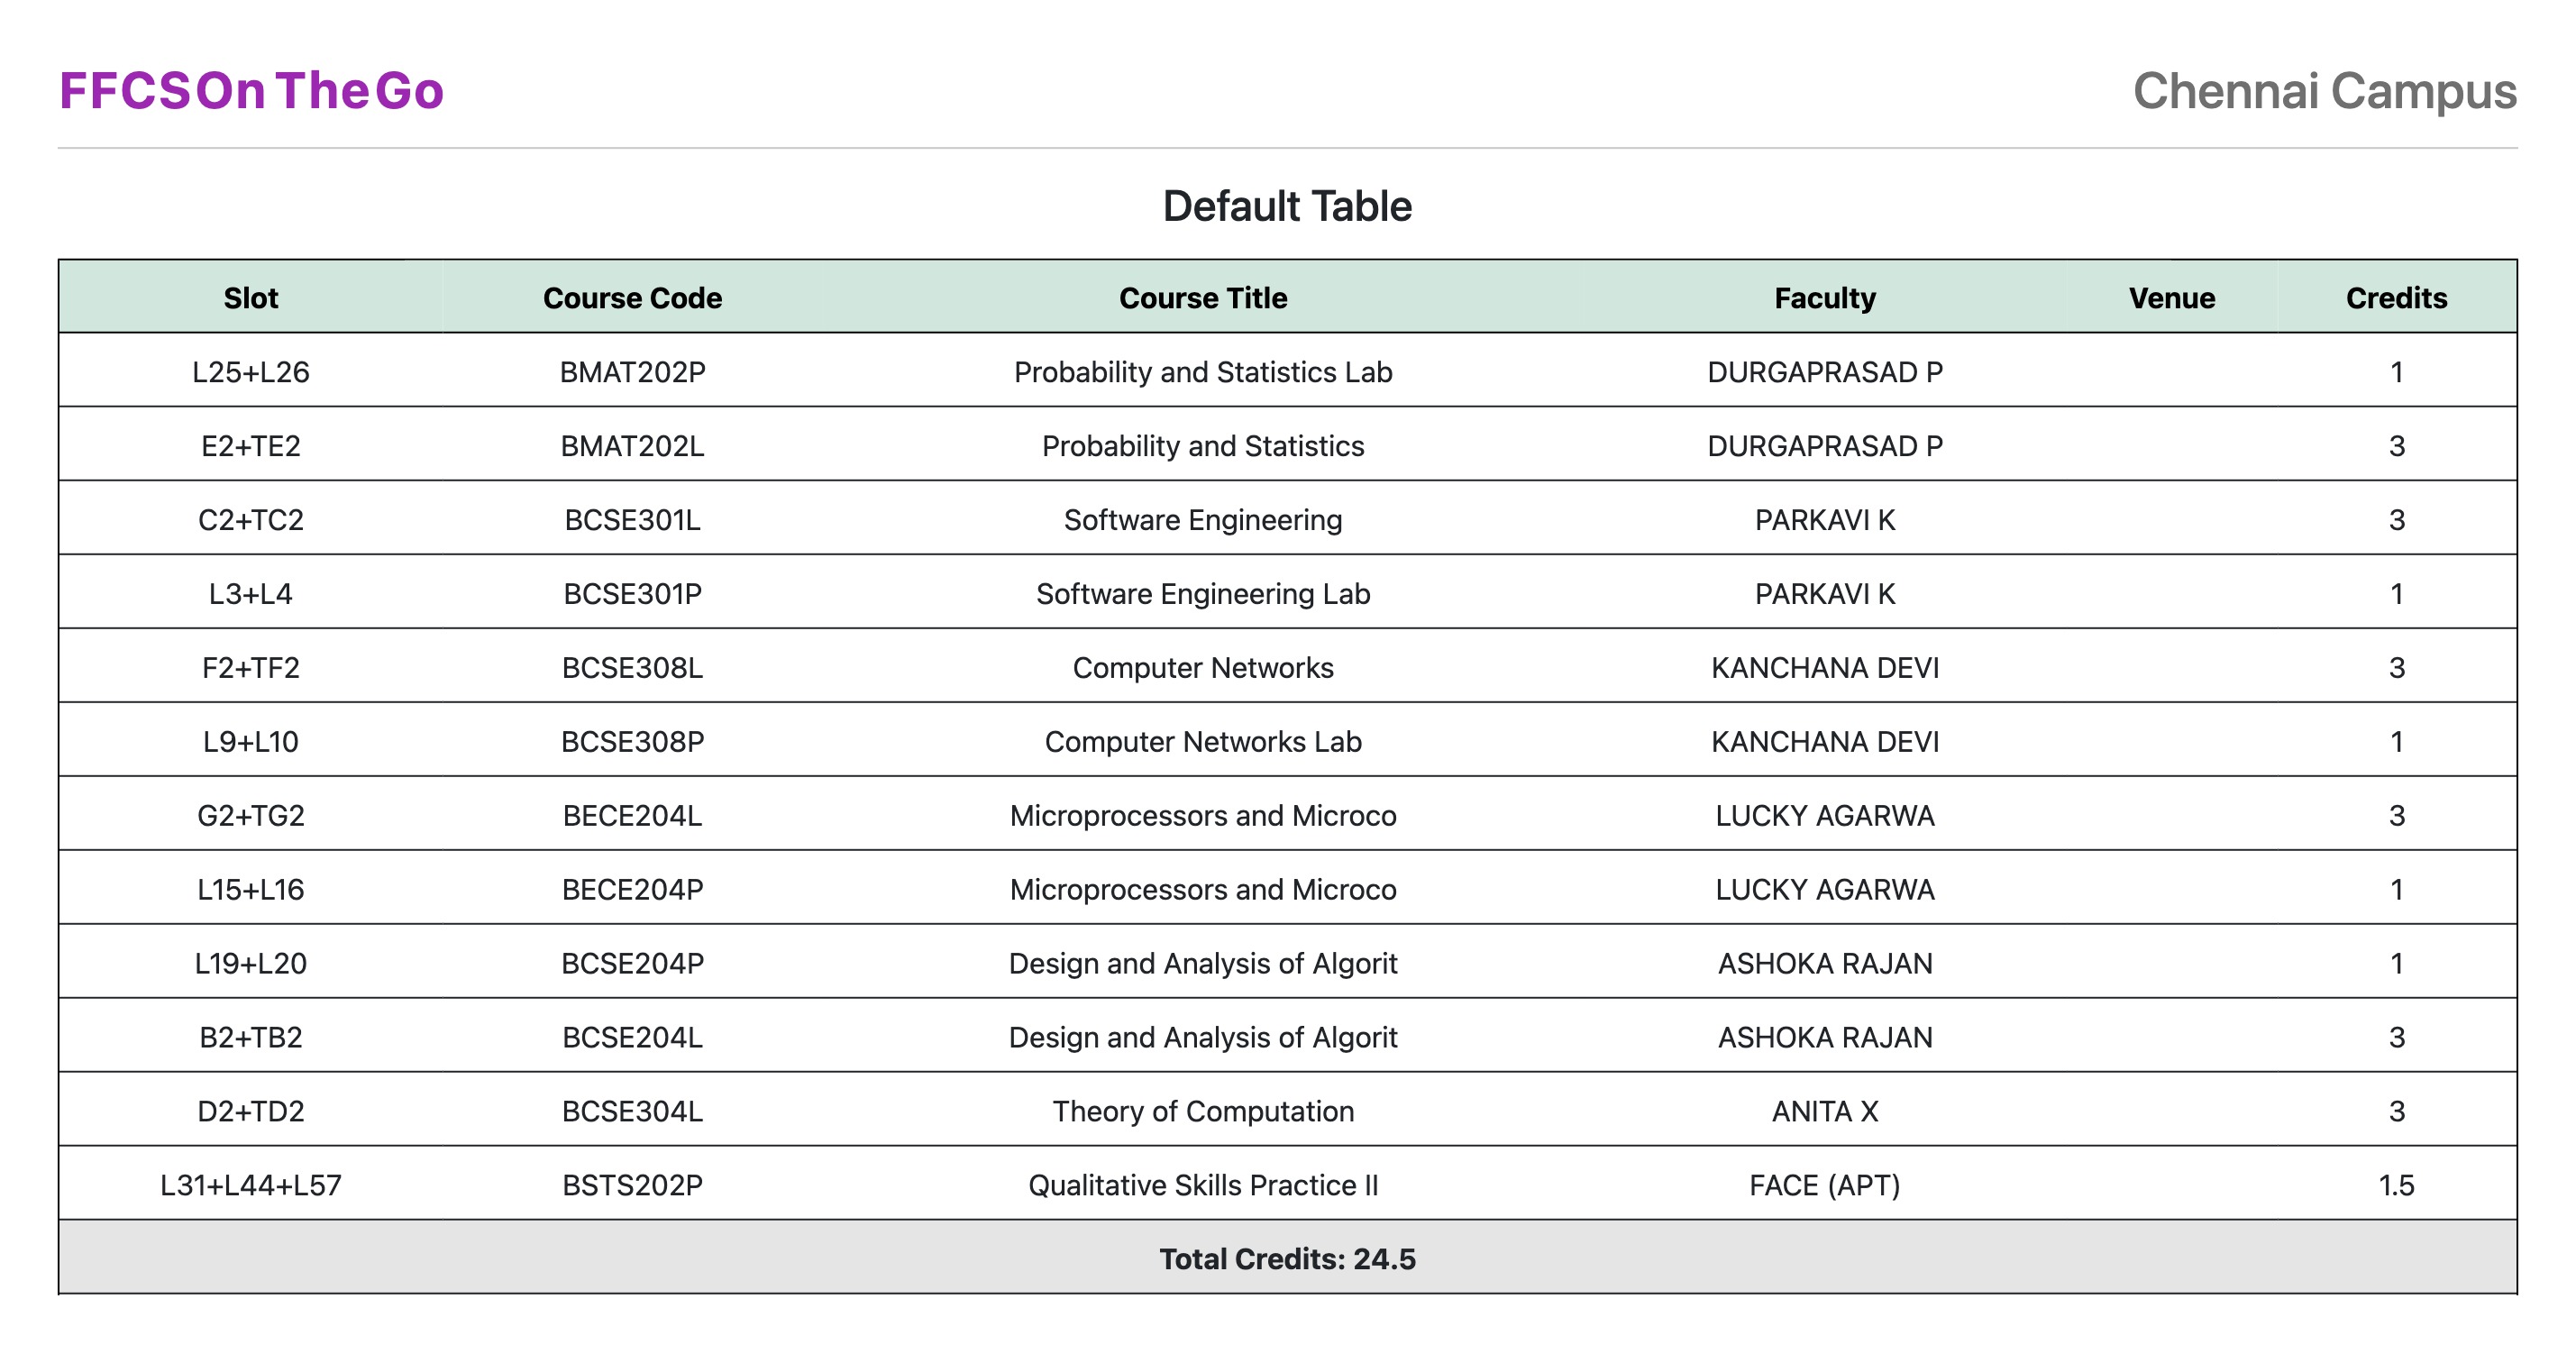 FFCSOnTheGo
Chennai Campus
Default Table
Slot Course Code Course Title Faculty Venue Credits
L25+L26 BMAT202P Probability and Statistics Lab DURGAPRASAD P 1
E2+TE2 BMAT202L Probability and Statistics DURGAPRASAD P 3
C2+TC2 BCSE301L Software Engineering PARKAVI K 3
L3+L4 BCSE301P Software Engineering Lab PARKAVI K 1
F2+TF2 BCSE308L Computer Networks KANCHANA DEVI 3
L9+L10 BCSE308P Computer Networks Lab KANCHANA DEVI 1
G2+TG2 BECE204L Microprocessors and Microco LUCKY AGARWA 3
L15+L16 BECE204P Microprocessors and Microco LUCKY AGARWA 1
L19+L20 BCSE204P Design and Analysis of Algorit ASHOKA RAJAN 1
B2+TB2 BCSE204L Design and Analysis of Algorit ASHOKA RAJAN 3
D2+TD2 BCSE304L Theory of Computation ANITA X 3
L31+L44+L57 BSTS202P Qualitative Skills Practice II FACE (APT) 1.5
Total Credits: 24.5